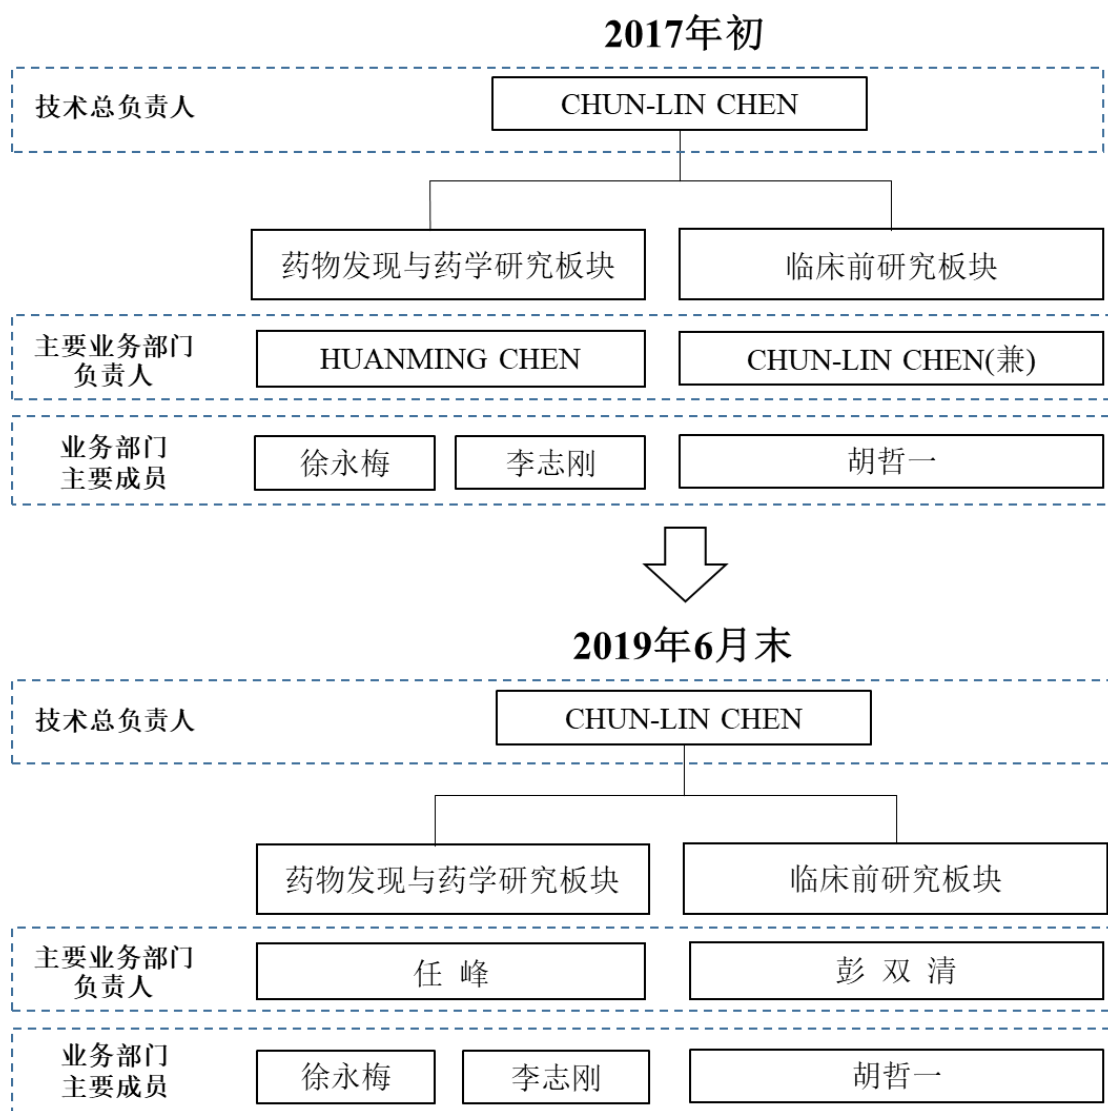 2017年初
技术总负责人
CHUN-LIN CHEN
药物发现与药学研究板块
临床前研究板块
主要业务部门
负责人
HUANMING CHEN
CHUN-LIN CHEN(兼)
业务部门
主要成员
徐永梅
李志刚
胡哲一
2019年6月末
技术总负责人
CHUN-LIN CHEN
药物发现与药学研究板块
临床前研究板块
主要业务部门
负责人
任 峰
彭 双 清
业务部门
主要成员
徐永梅
李志刚
胡哲一